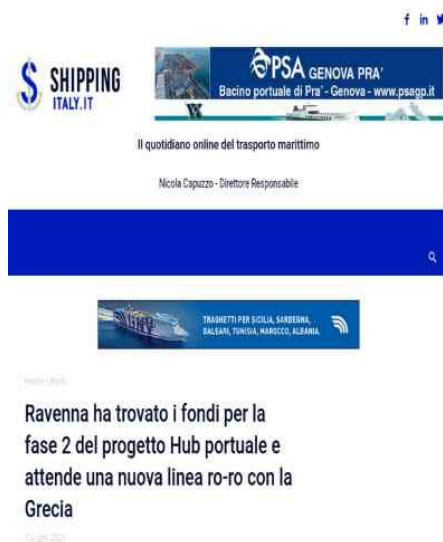 SHIPPING
ITALY.IT
PSA GENOVA PRA'
Bacino portuale di Pra' - Genova - www.psagp.it
Il quotidiano online del trasporto marittimo
Nicola Capuzzo - Direttore Responsabile
TRAGHETTI PER SICILIA, SARDEGNA,
BALEARI, TUNISIA, MAROCCO, ALBANIA.
Ravenna ha trovato i fondi per la
fase 2 del progetto Hub portuale e
attende una nuova linea ro-ro con la
Grecia